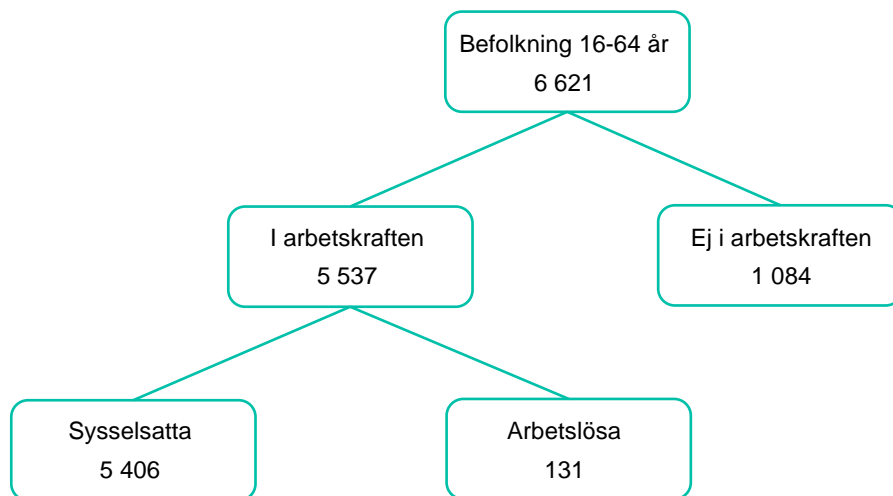 Befolkning 16-64 år
6 621
I arbetskraften
5 537
Ej i arbetskraften
1 084
Sysselsatta
5 406
Arbetslösa
131